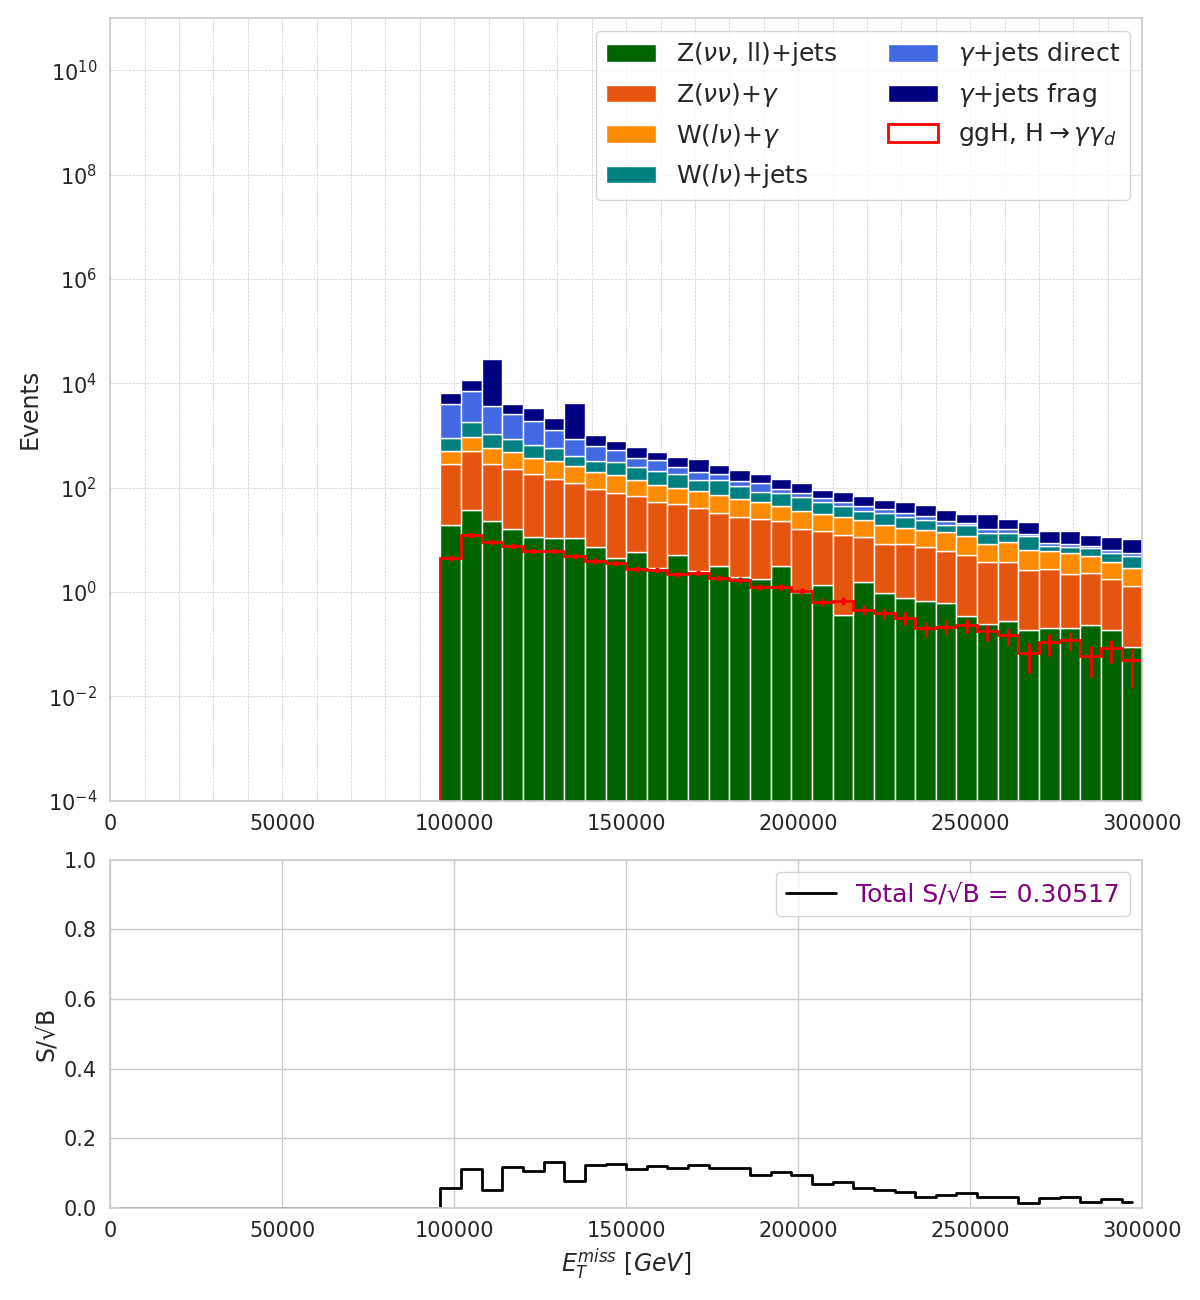 Z(νν, ll)+jets
Z(νν)+γ
W(lν)+γ
W(lν)+jets
γ+jets direct
γ+jets frag
ggH, H→γγ_d
Events
10^10
10^8
10^6
10^4
10^2
10^0
10^−2
10^−4
0 50000 100000 150000 200000 250000 300000
Total S/√B = 0.30517
S/√B
1.0
0.8
0.6
0.4
0.2
0.0
0 50000 100000 150000 200000 250000 300000
E_T^miss [GeV]